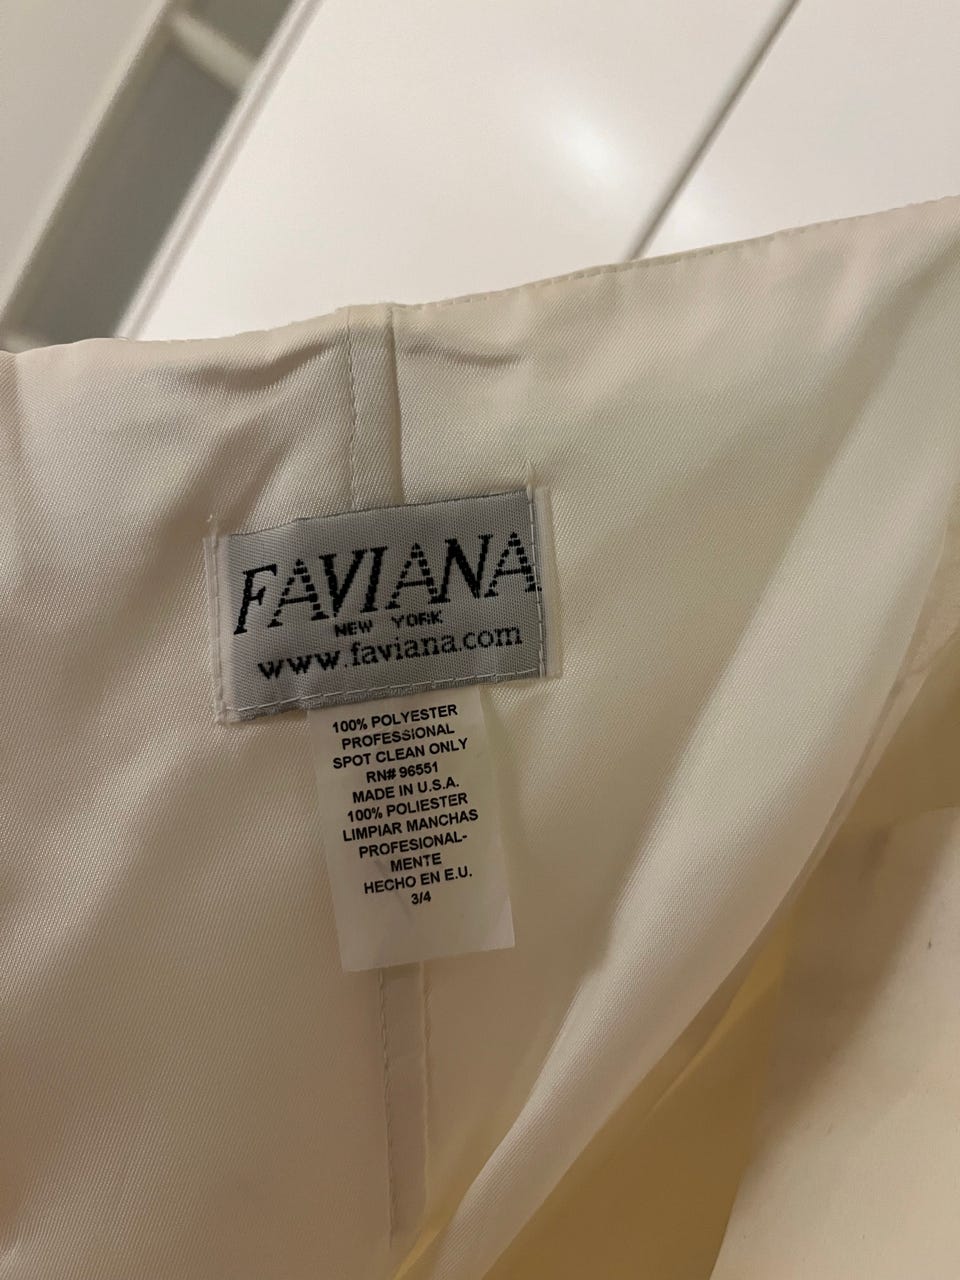 FAVIANA
NEW YORK
www.faviana.com
100% POLYESTER
PROFESSIONAL
SPOT CLEAN ONLY
RN# 96551
MADE IN U.S.A.
100% POLIESTER
LIMPIAR MANCHAS
PROFESIONAL-
MENTE
HECHO EN E.U.
3/4